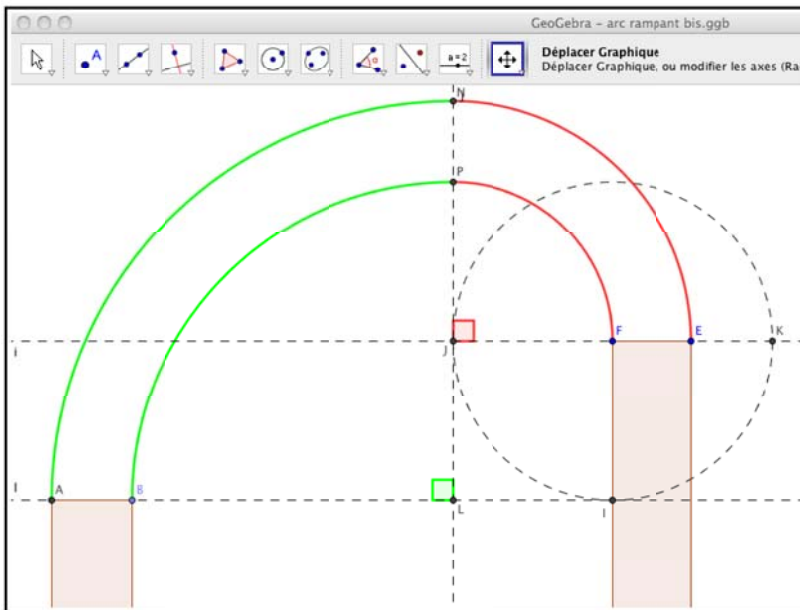 GeoGebra – arc rampant bis.ggb
A
α
a=2
Déplacer Graphique
Déplacer Graphique, ou modifier les axes (Ra
N
P
F E K
J
i
A B
l
L
I